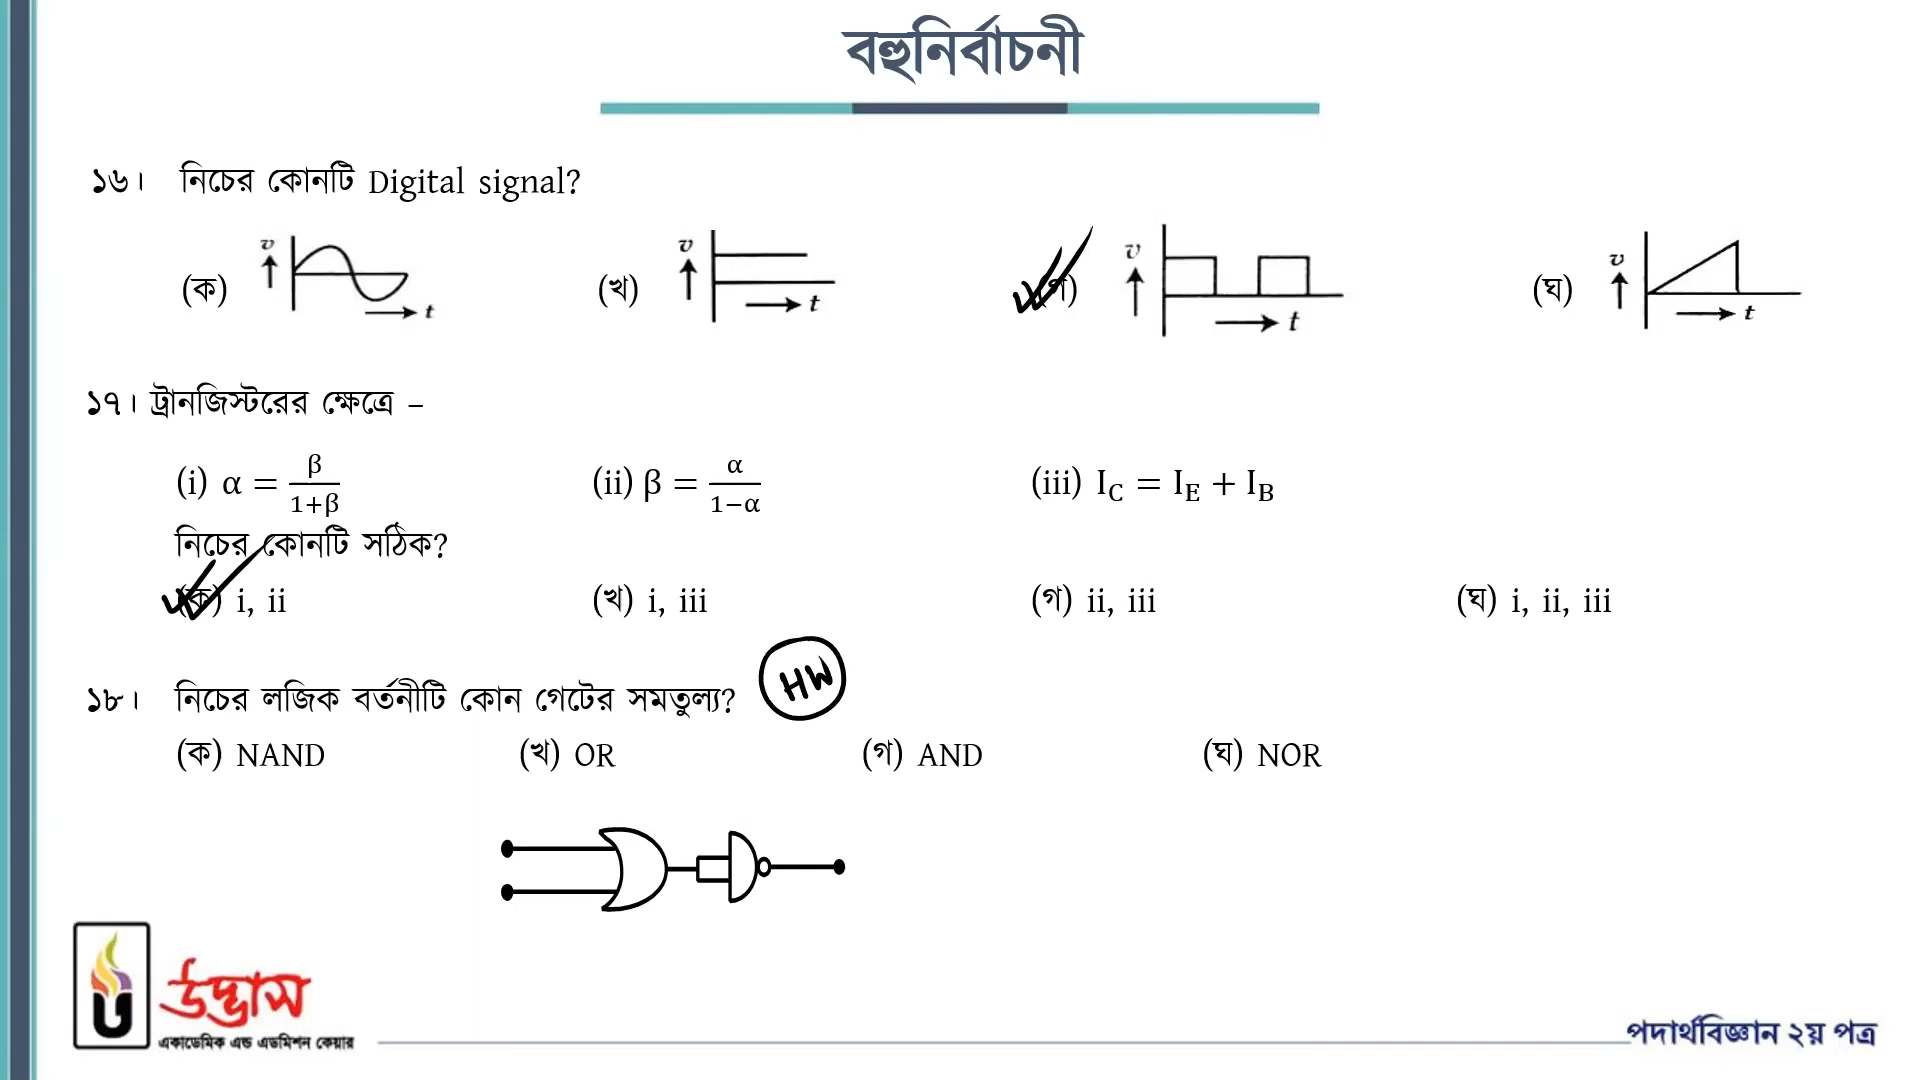 বহুনির্বাচনী
১৬। নিচের কোনটি Digital signal?
(ক) v t (খ) v t (গ) v t (ঘ) v t
১৭। ট্রানজিস্টরের ক্ষেত্রে –
(i) α = β/1+β (ii) β = α/1−α (iii) I_C = I_E + I_B
নিচের কোনটি সঠিক?
(ক) i, ii (খ) i, iii (গ) ii, iii (ঘ) i, ii, iii
HW
১৮। নিচের লজিক বর্তনীটি কোন গেটের সমতুল্য?
(ক) NAND (খ) OR (গ) AND (ঘ) NOR
উদ্ভাস
একাডেমিক এন্ড এডমিশন কেয়ার
পদার্থবিজ্ঞান ২য় পত্র